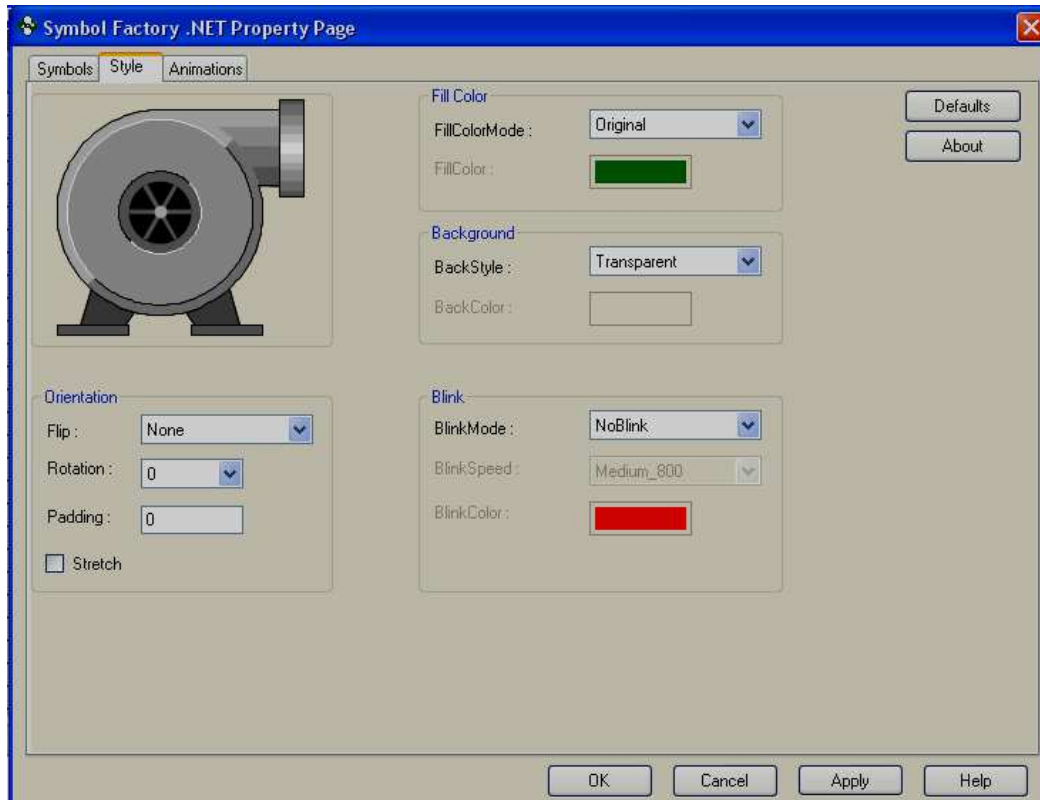 Symbol Factory .NET Property Page
Symbols Style Animations
Fill Color
FillColorMode : Original
FillColor :
Defaults
About
Background
BackStyle : Transparent
BackColor :
Orientation
Flip : None
Rotation : 0
Padding : 0
Stretch
Blink
BlinkMode : NoBlink
BlinkSpeed : Medium_800
BlinkColor :
OK Cancel Apply Help